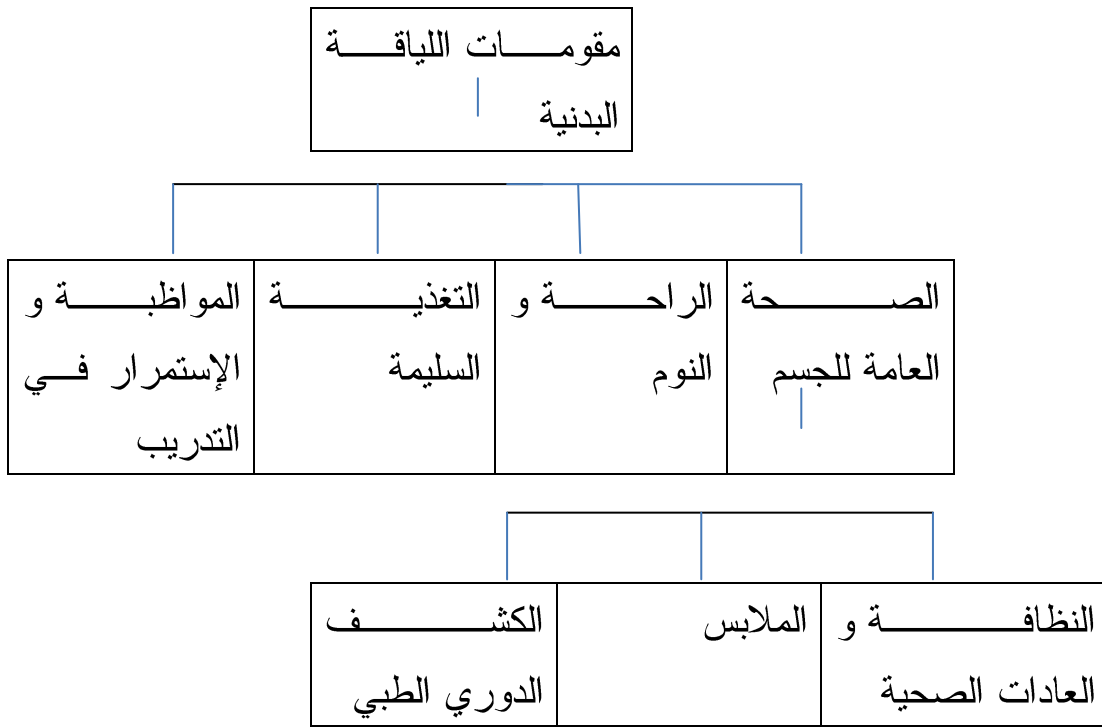 مقومات اللياقة
البدنية
الصحة
العامة للجسم
الراحة و
النوم
التغذية
السليمة
المواظبة و
الإستمرار في
التدريب
النظافة و
العادات الصحية
الملابس
الكشف
الدوري الطبي